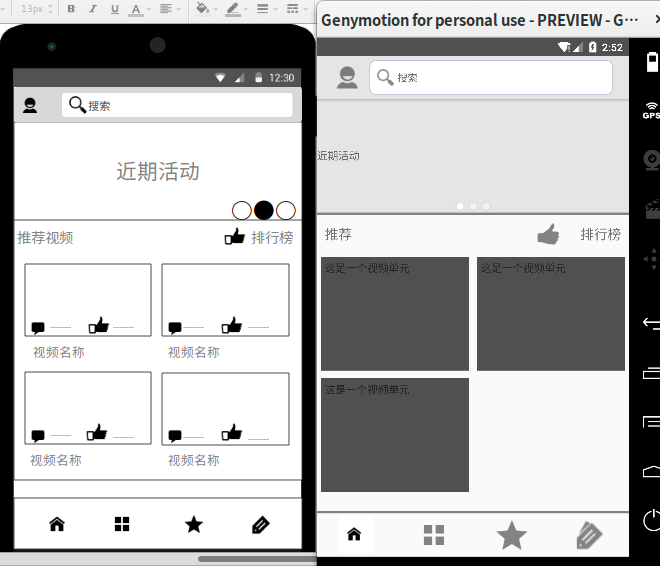 13px B I U A
Genymotion for personal use - PREVIEW - G…
12:30
搜索
近期活动
推荐视频 排行榜
视频名称 视频名称
视频名称 视频名称
2:52
搜索
近期活动
推荐 排行榜
这是一个视频单元 这是一个视频单元
这是一个视频单元
GPS